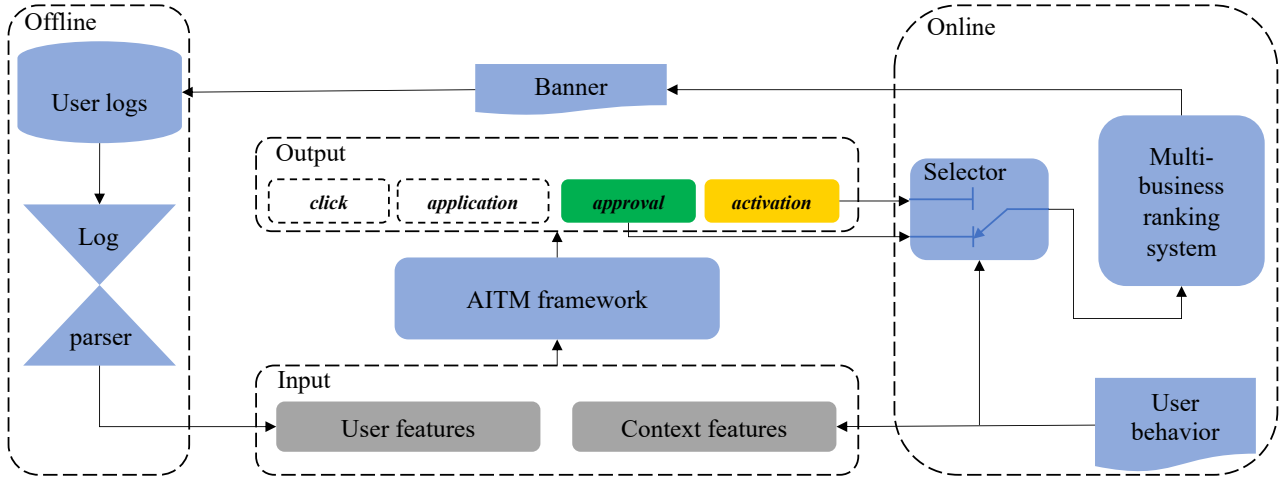 Offline
User logs
Log
parser
Banner
Output
click
application
approval
activation
AITM framework
Input
User features
Context features
Online
Selector
Multi-
business
ranking
system
User
behavior